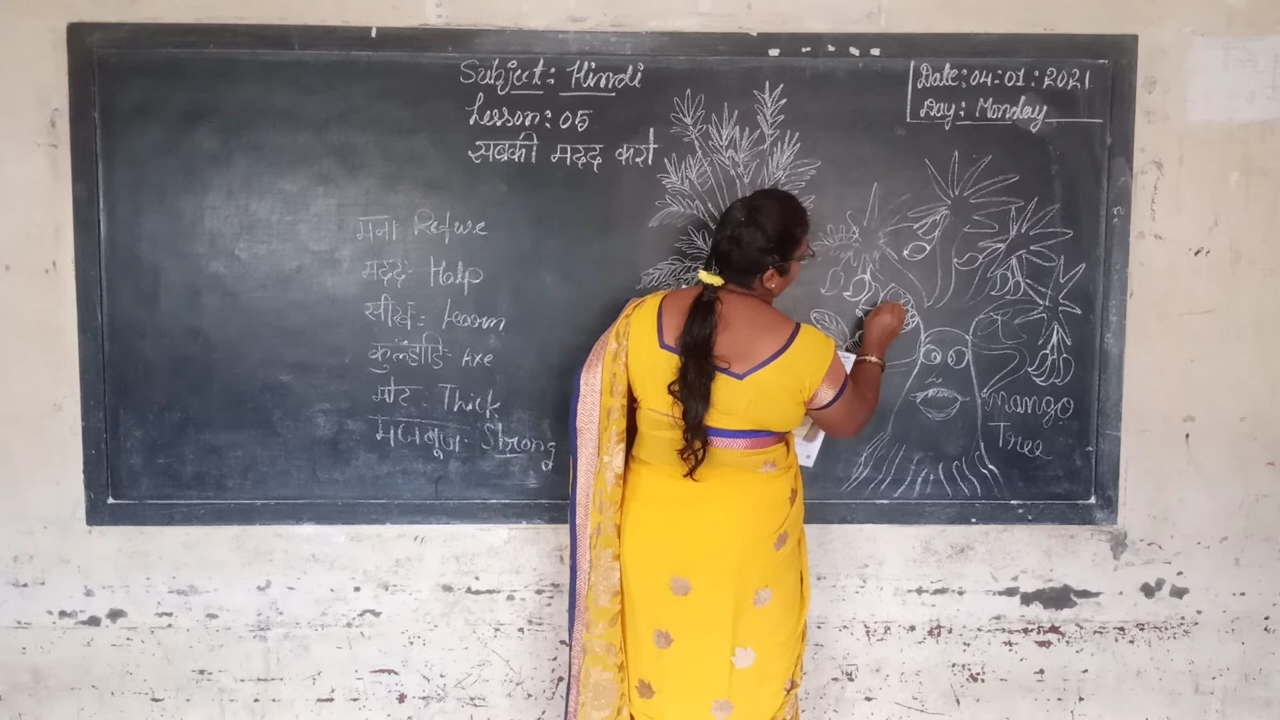 Subject: Hindi
Lesson: 05
सबकी मदद करो
Date: 04:01:2021
Day: Monday
मना Refuse
मदद- Help
सीख - Learn
कुल्हाड़ि- Axe
मोट - Thick
मजबूज - Strong
Mango
Tree